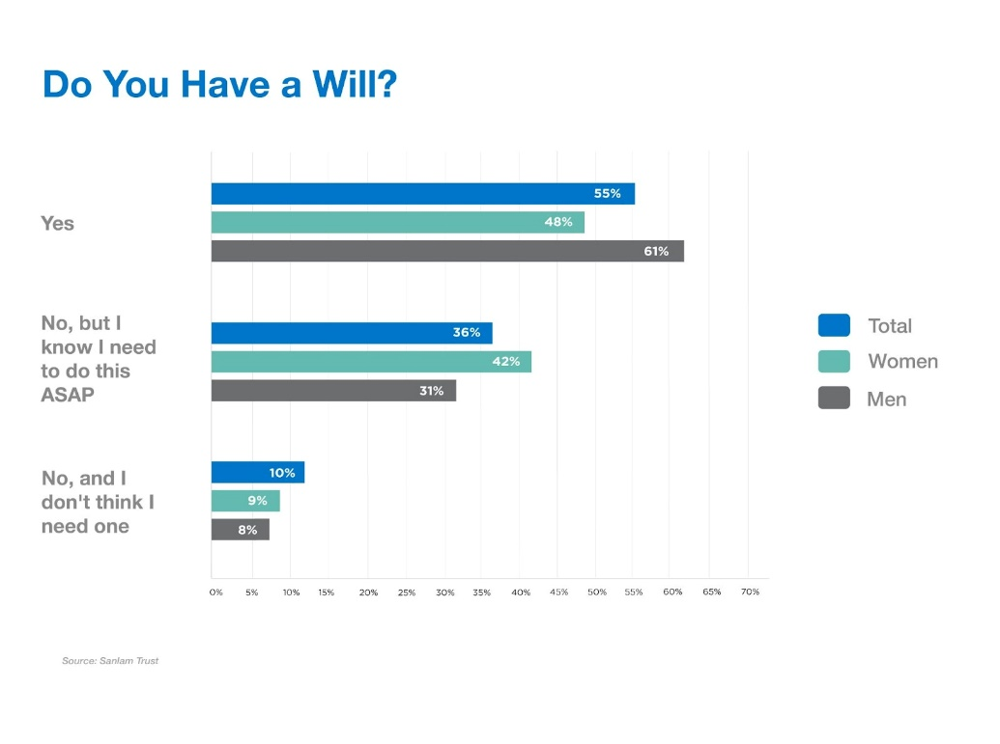 Do You Have a Will?
Yes
55%
48%
61%
No, but I
know I need
to do this
ASAP
36%
42%
31%
No, and I
don't think I
need one
10%
9%
8%
Total
Women
Men
0% 5% 10% 15% 20% 25% 30% 35% 40% 45% 50% 55% 60% 65% 70%
Source: Sanlam Trust